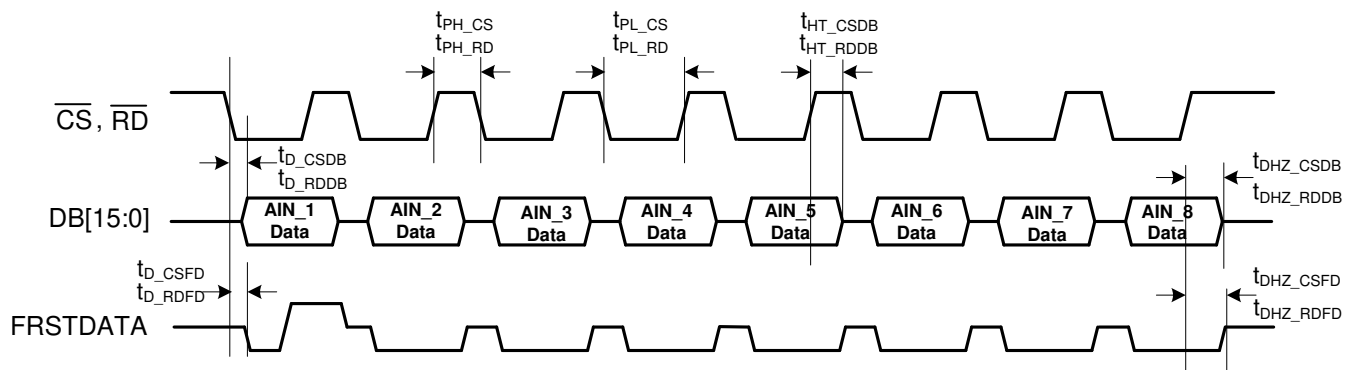 tPH_CS
tPH_RD
tPL_CS
tPL_RD
tHT_CSDB
tHT_RDDB
CS, RD
tD_CSDB
tD_RDDB
tDHZ_CSDB
tDHZ_RDDB
DB[15:0]
AIN_1
Data
AIN_2
Data
AIN_3
Data
AIN_4
Data
AIN_5
Data
AIN_6
Data
AIN_7
Data
AIN_8
Data
tD_CSFD
tD_RDFD
tDHZ_CSFD
tDHZ_RDFD
FRSTDATA